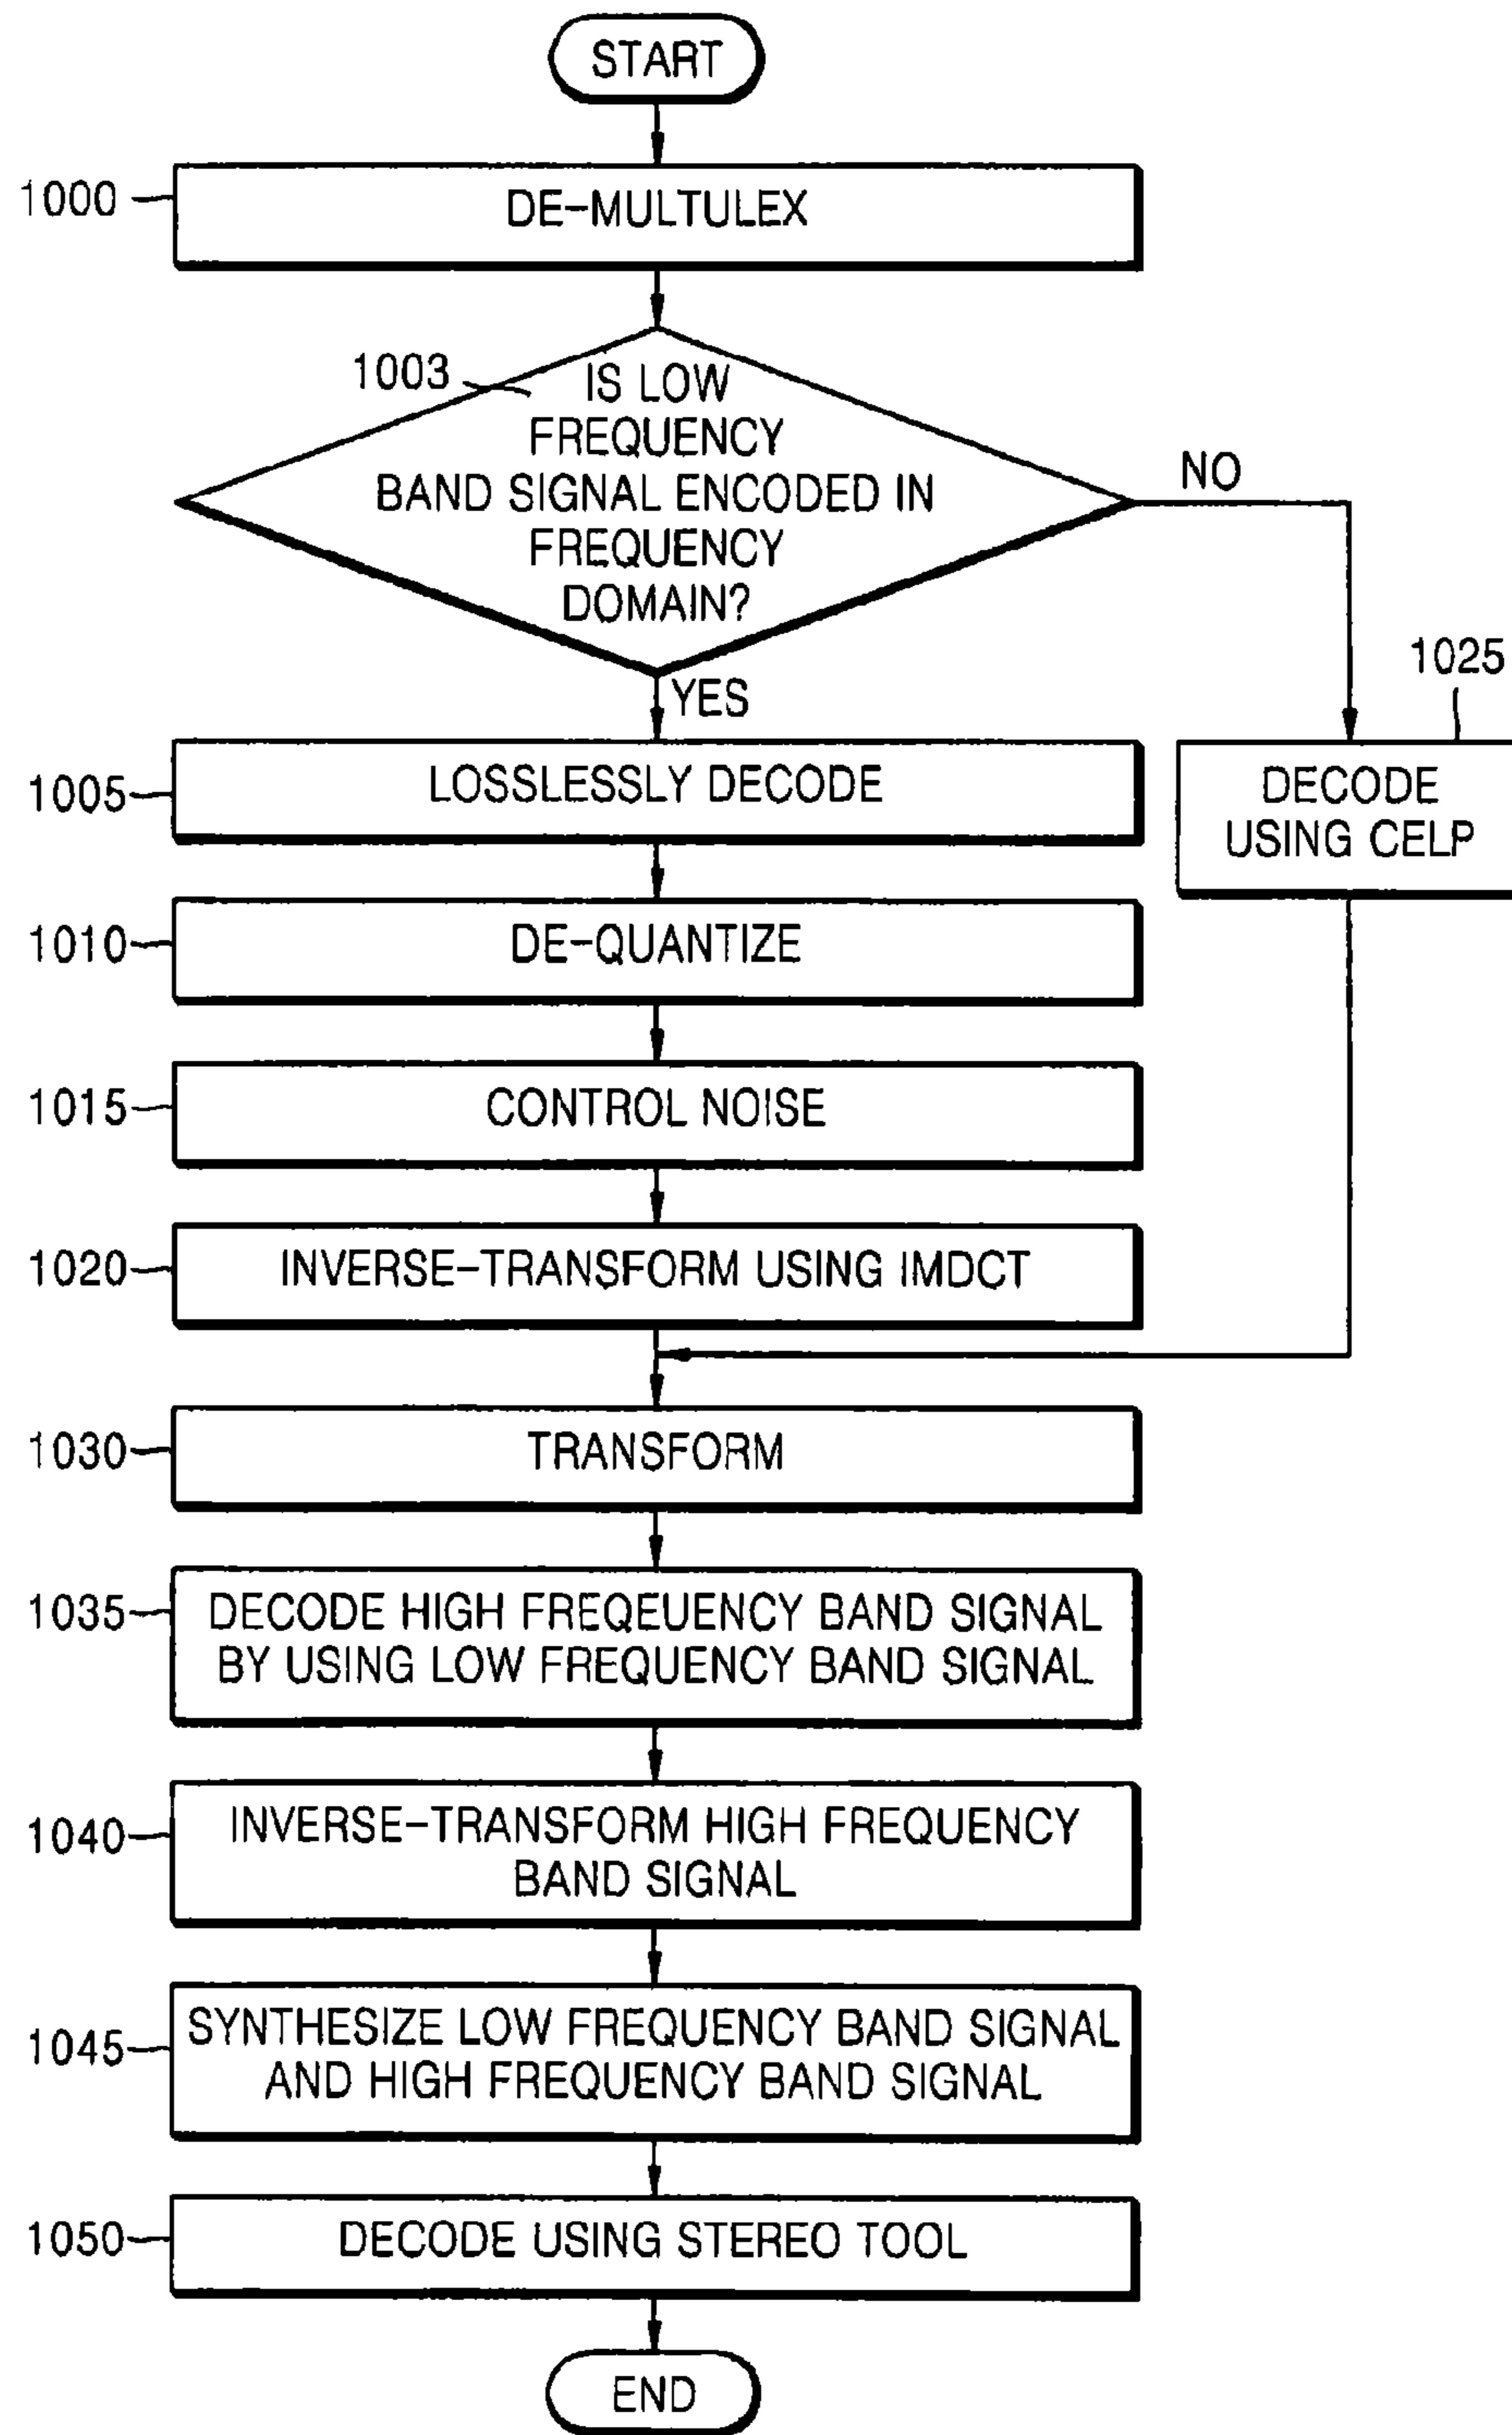 START
1000
DE-MULTULEX
1003
IS LOW
FREQUENCY
BAND SIGNAL ENCODED IN
FREQUENCY
DOMAIN?
NO
YES
1025
1005
LOSSLESSLY DECODE
DECODE
USING CELP
1010
DE-QUANTIZE
1015
CONTROL NOISE
1020
INVERSE-TRANSFORM USING IMDCT
1030
TRANSFORM
1035
DECODE HIGH FREQEUENCY BAND SIGNAL
BY USING LOW FREQUENCY BAND SIGNAL
1040
INVERSE-TRANSFORM HIGH FREQUENCY
BAND SIGNAL
1045
SYNTHESIZE LOW FREQUENCY BAND SIGNAL
AND HIGH FREQUENCY BAND SIGNAL
1050
DECODE USING STEREO TOOL
END